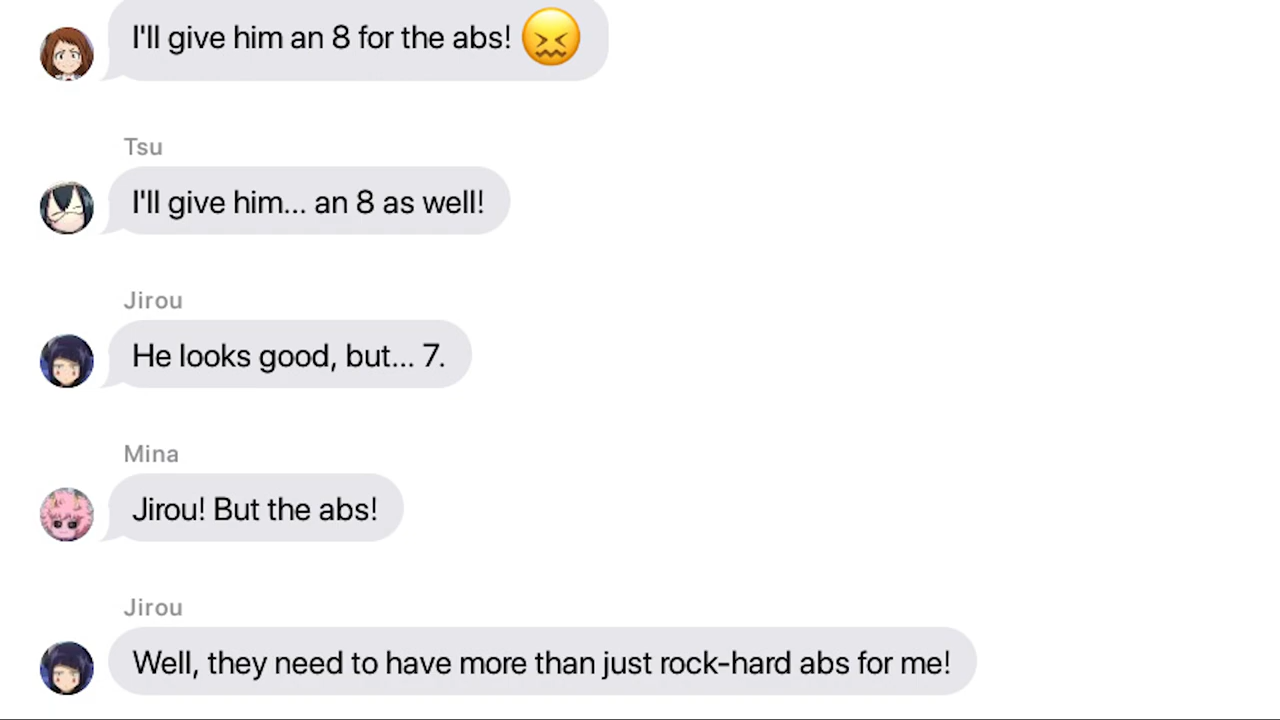 I'll give him an 8 for the abs! 😖
Tsu
I'll give him... an 8 as well!
Jirou
He looks good, but... 7.
Mina
Jirou! But the abs!
Jirou
Well, they need to have more than just rock-hard abs for me!